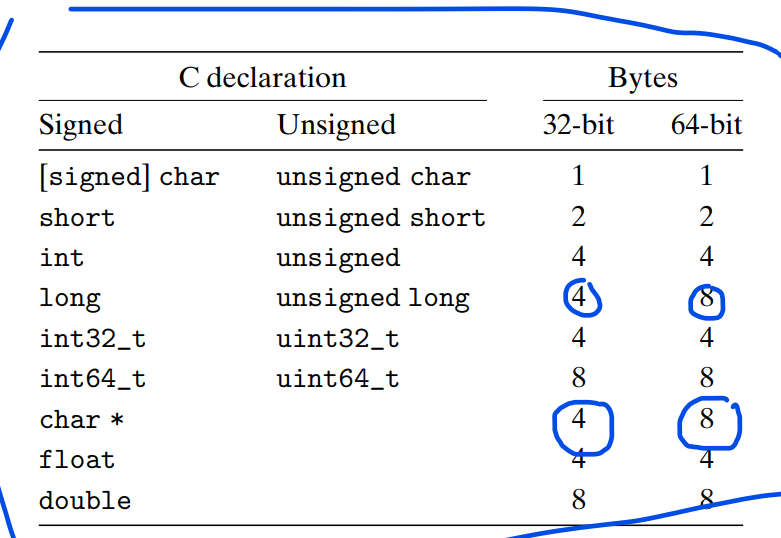 C declaration Bytes
Signed Unsigned 32-bit 64-bit
[signed] char unsigned char 1 1
short unsigned short 2 2
int unsigned 4 4
long unsigned long 4 8
int32_t uint32_t 4 4
int64_t uint64_t 8 8
char * 4 8
float 4 4
double 8 8